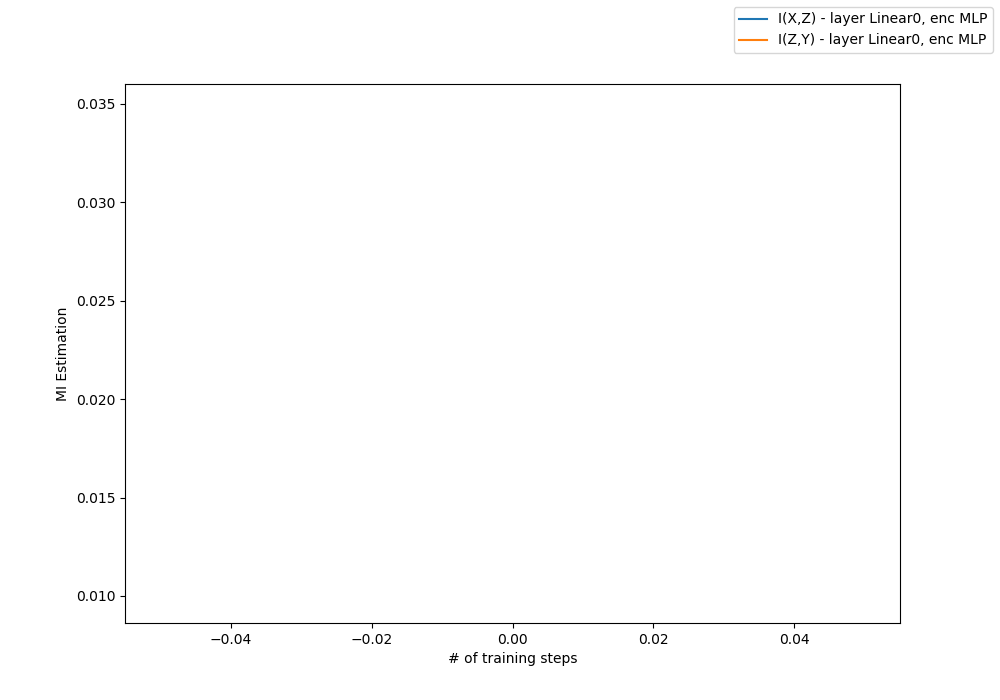 I(X,Z) - layer Linear0, enc MLP
I(Z,Y) - layer Linear0, enc MLP
0.035
0.030
0.025
0.020
0.015
0.010
MI Estimation
−0.04 −0.02 0.00 0.02 0.04
# of training steps